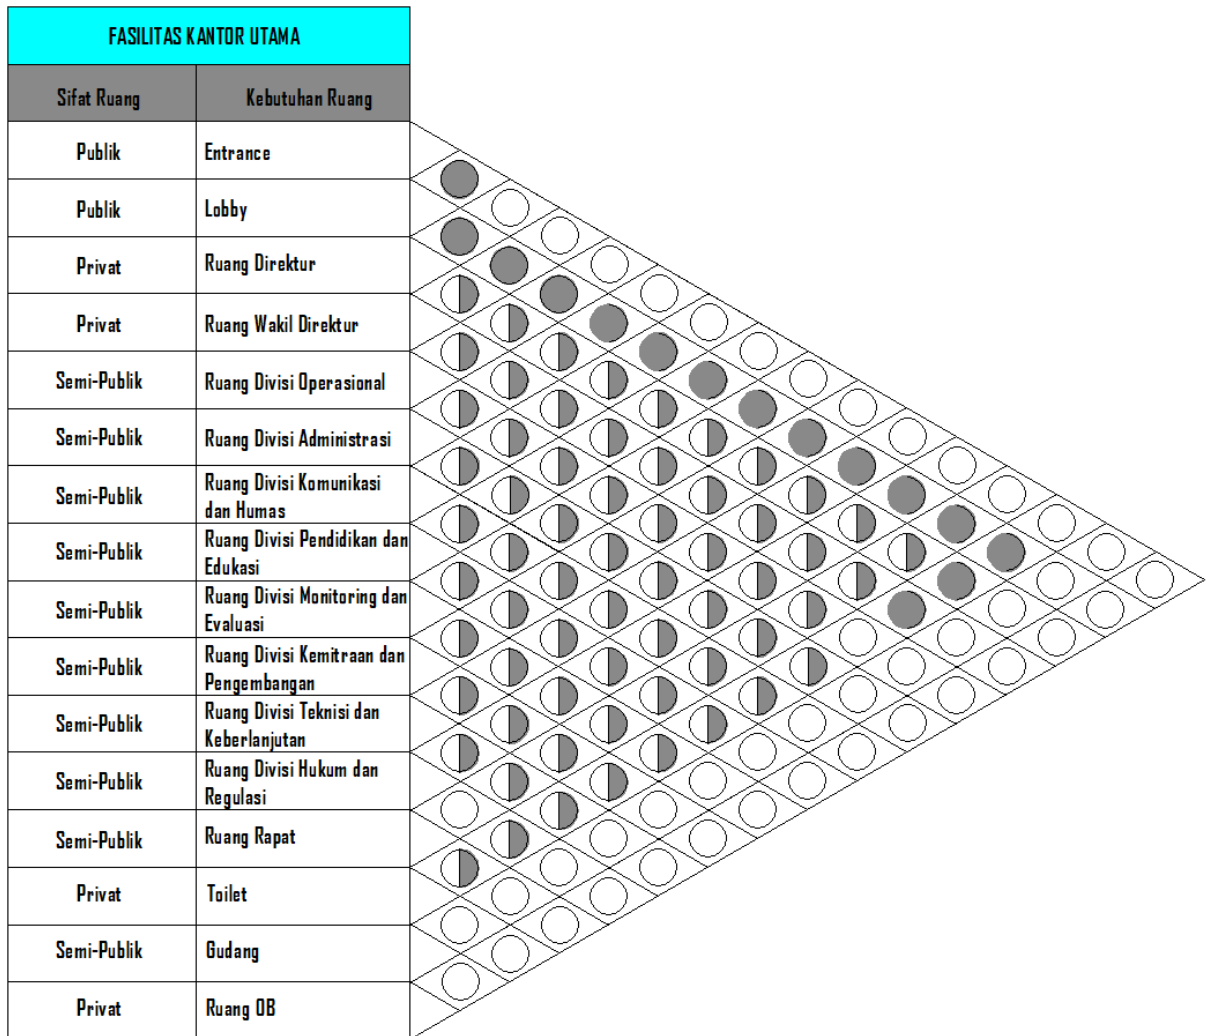 FASILITAS KANTOR UTAMA
Sifat Ruang Kebutuhan Ruang
Publik Entrance
Publik Lobby
Privat Ruang Direktur
Privat Ruang Wakil Direktur
Semi-Publik Ruang Divisi Operasional
Semi-Publik Ruang Divisi Administrasi
Semi-Publik Ruang Divisi Komunikasi
dan Humas
Semi-Publik Ruang Divisi Pendidikan dan
Edukasi
Semi-Publik Ruang Divisi Monitoring dan
Evaluasi
Semi-Publik Ruang Divisi Kemitraan dan
Pengembangan
Semi-Publik Ruang Divisi Teknisi dan
Keberlanjutan
Semi-Publik Ruang Divisi Hukum dan
Regulasi
Semi-Publik Ruang Rapat
Privat Toilet
Semi-Publik Gudang
Privat Ruang OB